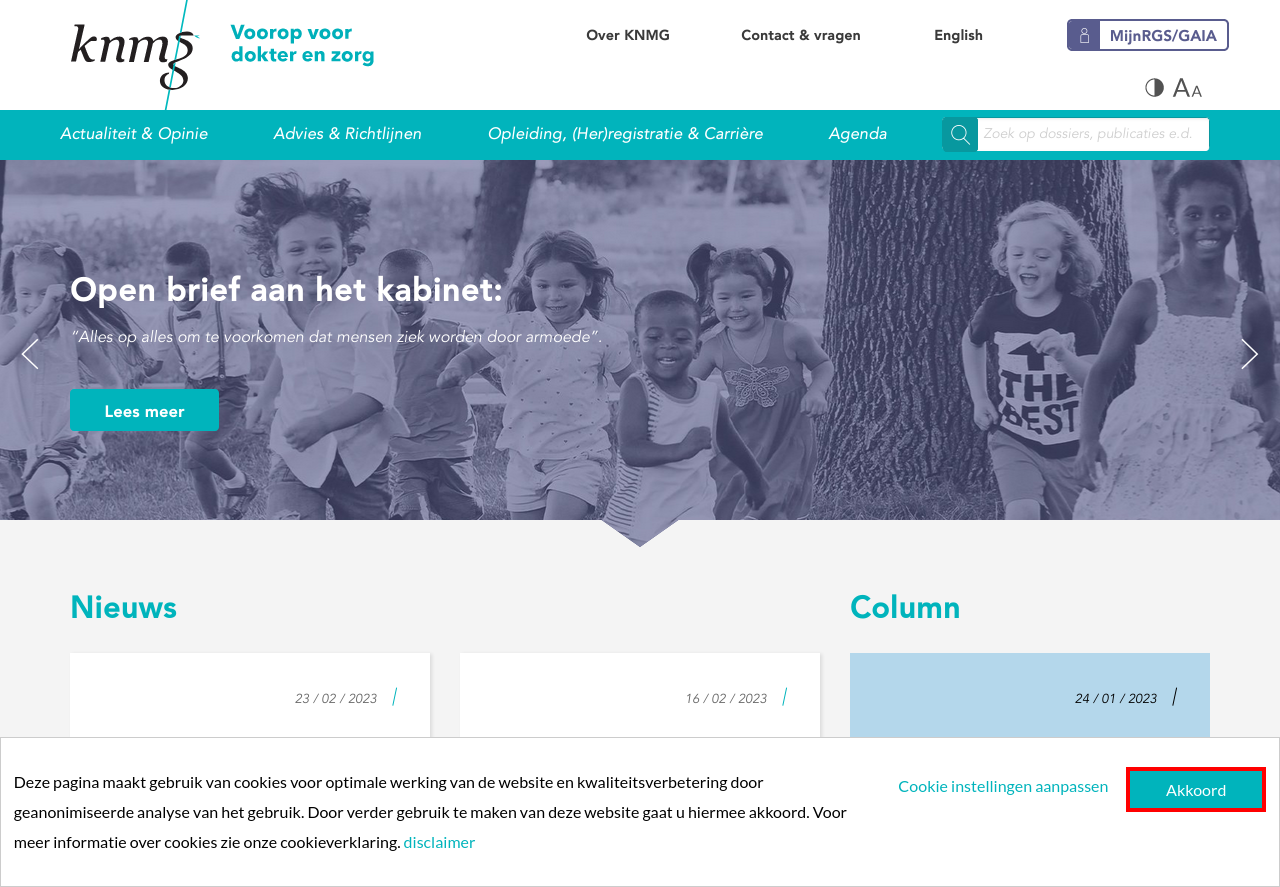 knmg
Voorop voor
dokter en zorg
Over KNMG
Contact & vragen
English
MijnRGS/GAIA
AA
Actualiteit & Opinie
Advies & Richtlijnen
Opleiding, (Her)registratie & Carrière
Agenda
Zoek op dossiers, publicaties e.d.
Open brief aan het kabinet:
“Alles op alles om te voorkomen dat mensen ziek worden door armoede”.
Lees meer
THE
BEST
Nieuws
Column
23 / 02 / 2023
16 / 02 / 2023
24 / 01 / 2023
Deze pagina maakt gebruik van cookies voor optimale werking van de website en kwaliteitsverbetering door
geanonimiseerde analyse van het gebruik. Door verder gebruik te maken van deze website gaat u hiermee akkoord. Voor
meer informatie over cookies zie onze cookieverklaring. disclaimer
Cookie instellingen aanpassen
Akkoord